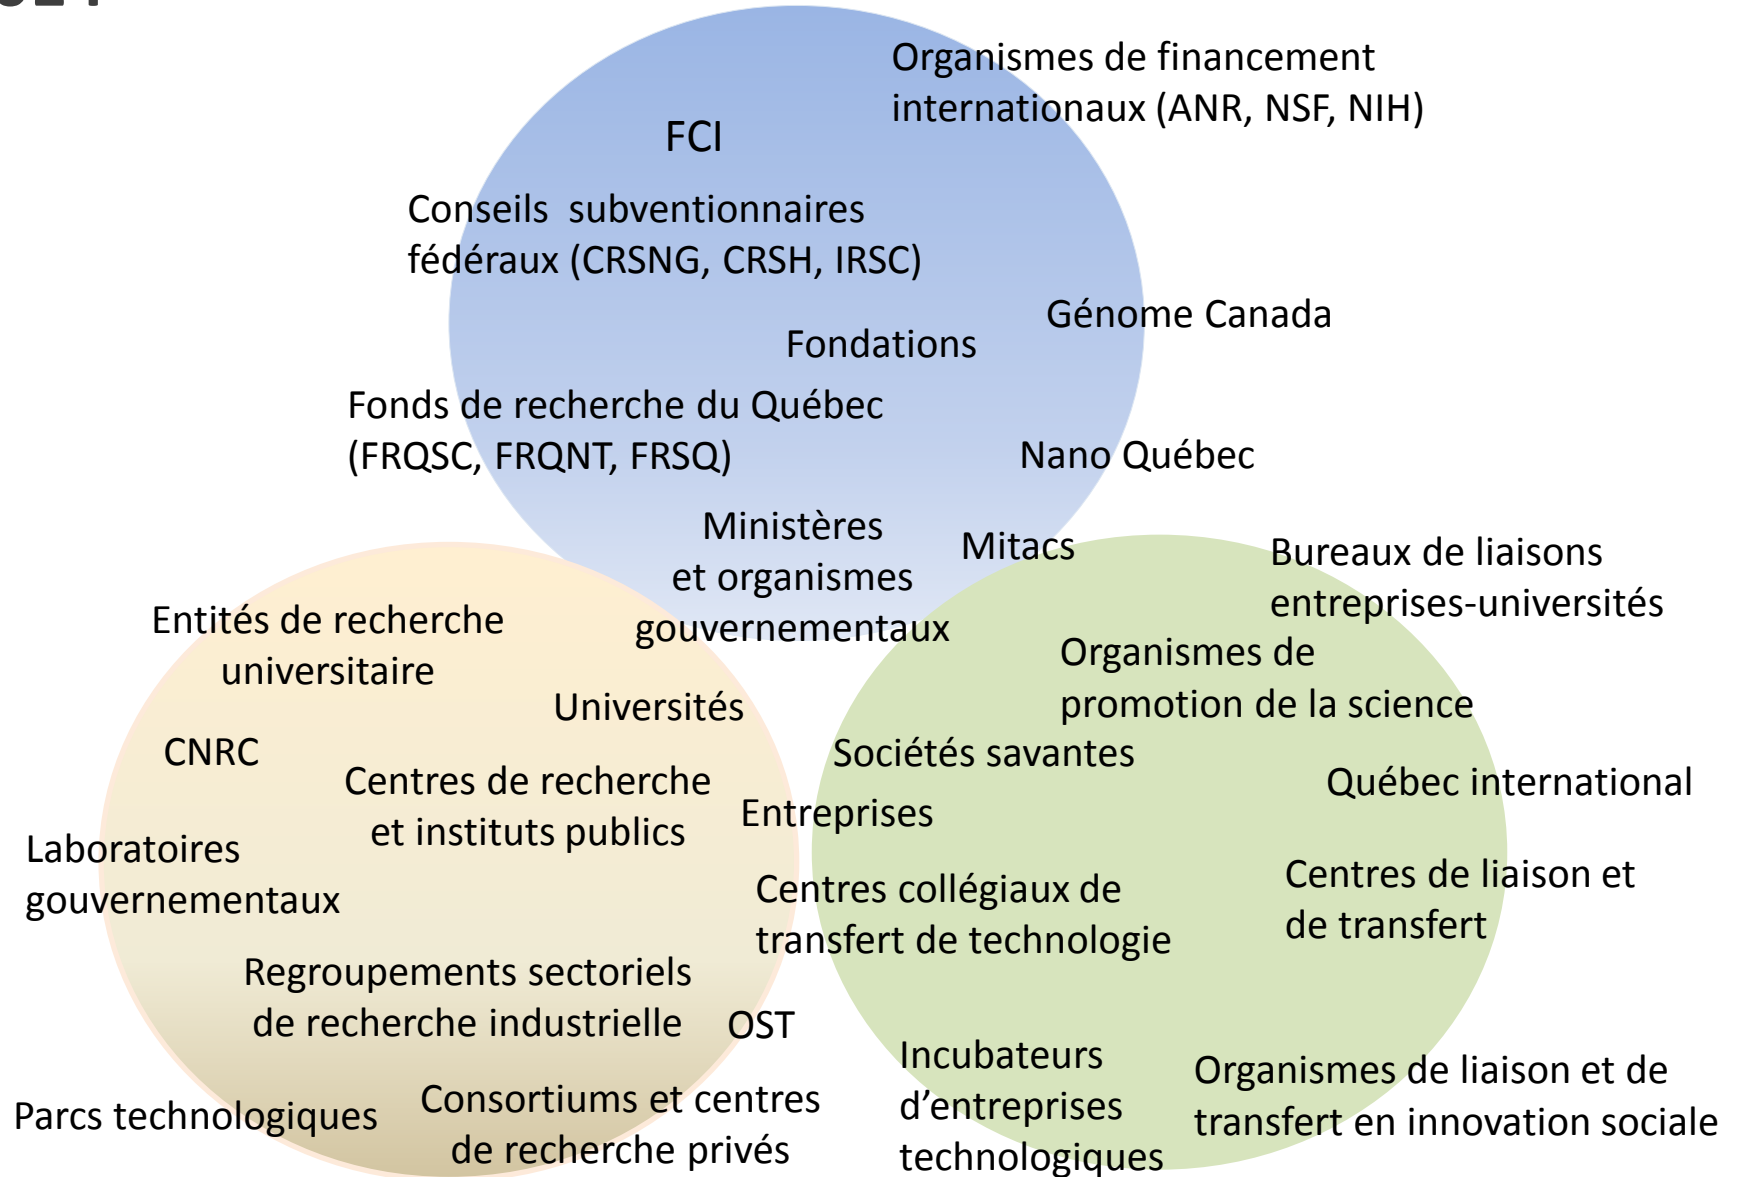 Organismes de financement
internationaux (ANR, NSF, NIH)
FCI
Conseils  subventionnaires
fédéraux (CRSNG, CRSH, IRSC)
Génome Canada
Fondations
Fonds de recherche du Québec
(FRQSC, FRQNT, FRSQ)
Nano Québec
Ministères
et organismes
gouvernementaux
Mitacs
Bureaux de liaisons
entreprises-universités
Entités de recherche
universitaire
Organismes de
promotion de la science
Universités
CNRC
Sociétés savantes
Centres de recherche
et instituts publics
Entreprises
Québec international
Laboratoires
gouvernementaux
Centres collégiaux de
transfert de technologie
Centres de liaison et
de transfert
Regroupements sectoriels
de recherche industrielle
OST
Incubateurs
d’entreprises
technologiques
Organismes de liaison et de
transfert en innovation sociale
Parcs technologiques
Consortiums et centres
de recherche privés